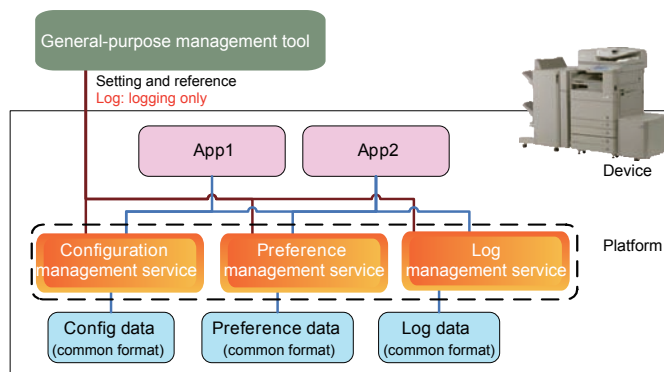 General-purpose management tool
Setting and reference
Log: logging only
App1
App2
Device
Configuration
management service
Preference
management service
Log
management service
Platform
Config data
(common format)
Preference data
(common format)
Log data
(common format)